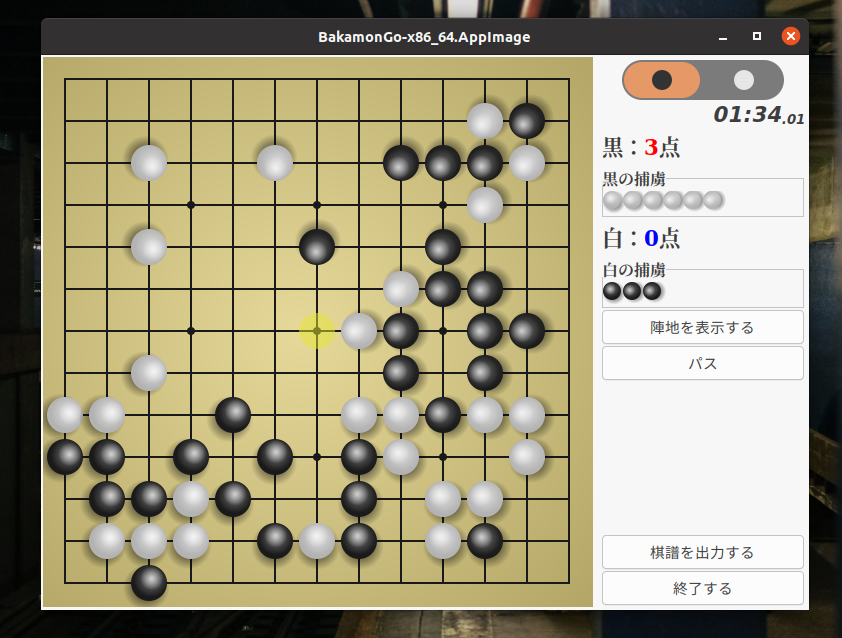 BakamonGo-x86_64.AppImage
01:34.01
黒：3点
黒の捕虜
白：0点
白の捕虜
陣地を表示する
パス
棋譜を出力する
終了する